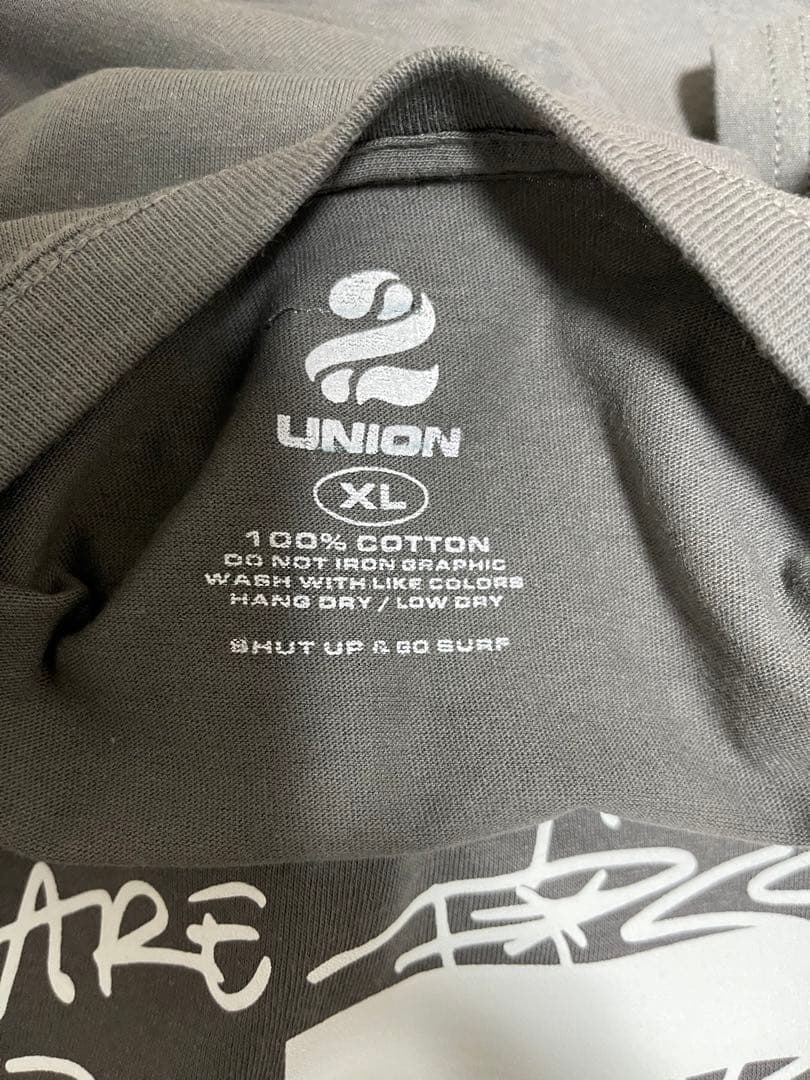 2
UNION
XL
100% COTTON
DO NOT IRON GRAPHIC
WASH WITH LIKE COLORS
HANG DRY / LOW DRY
SHUT UP & GO SURF
ARE